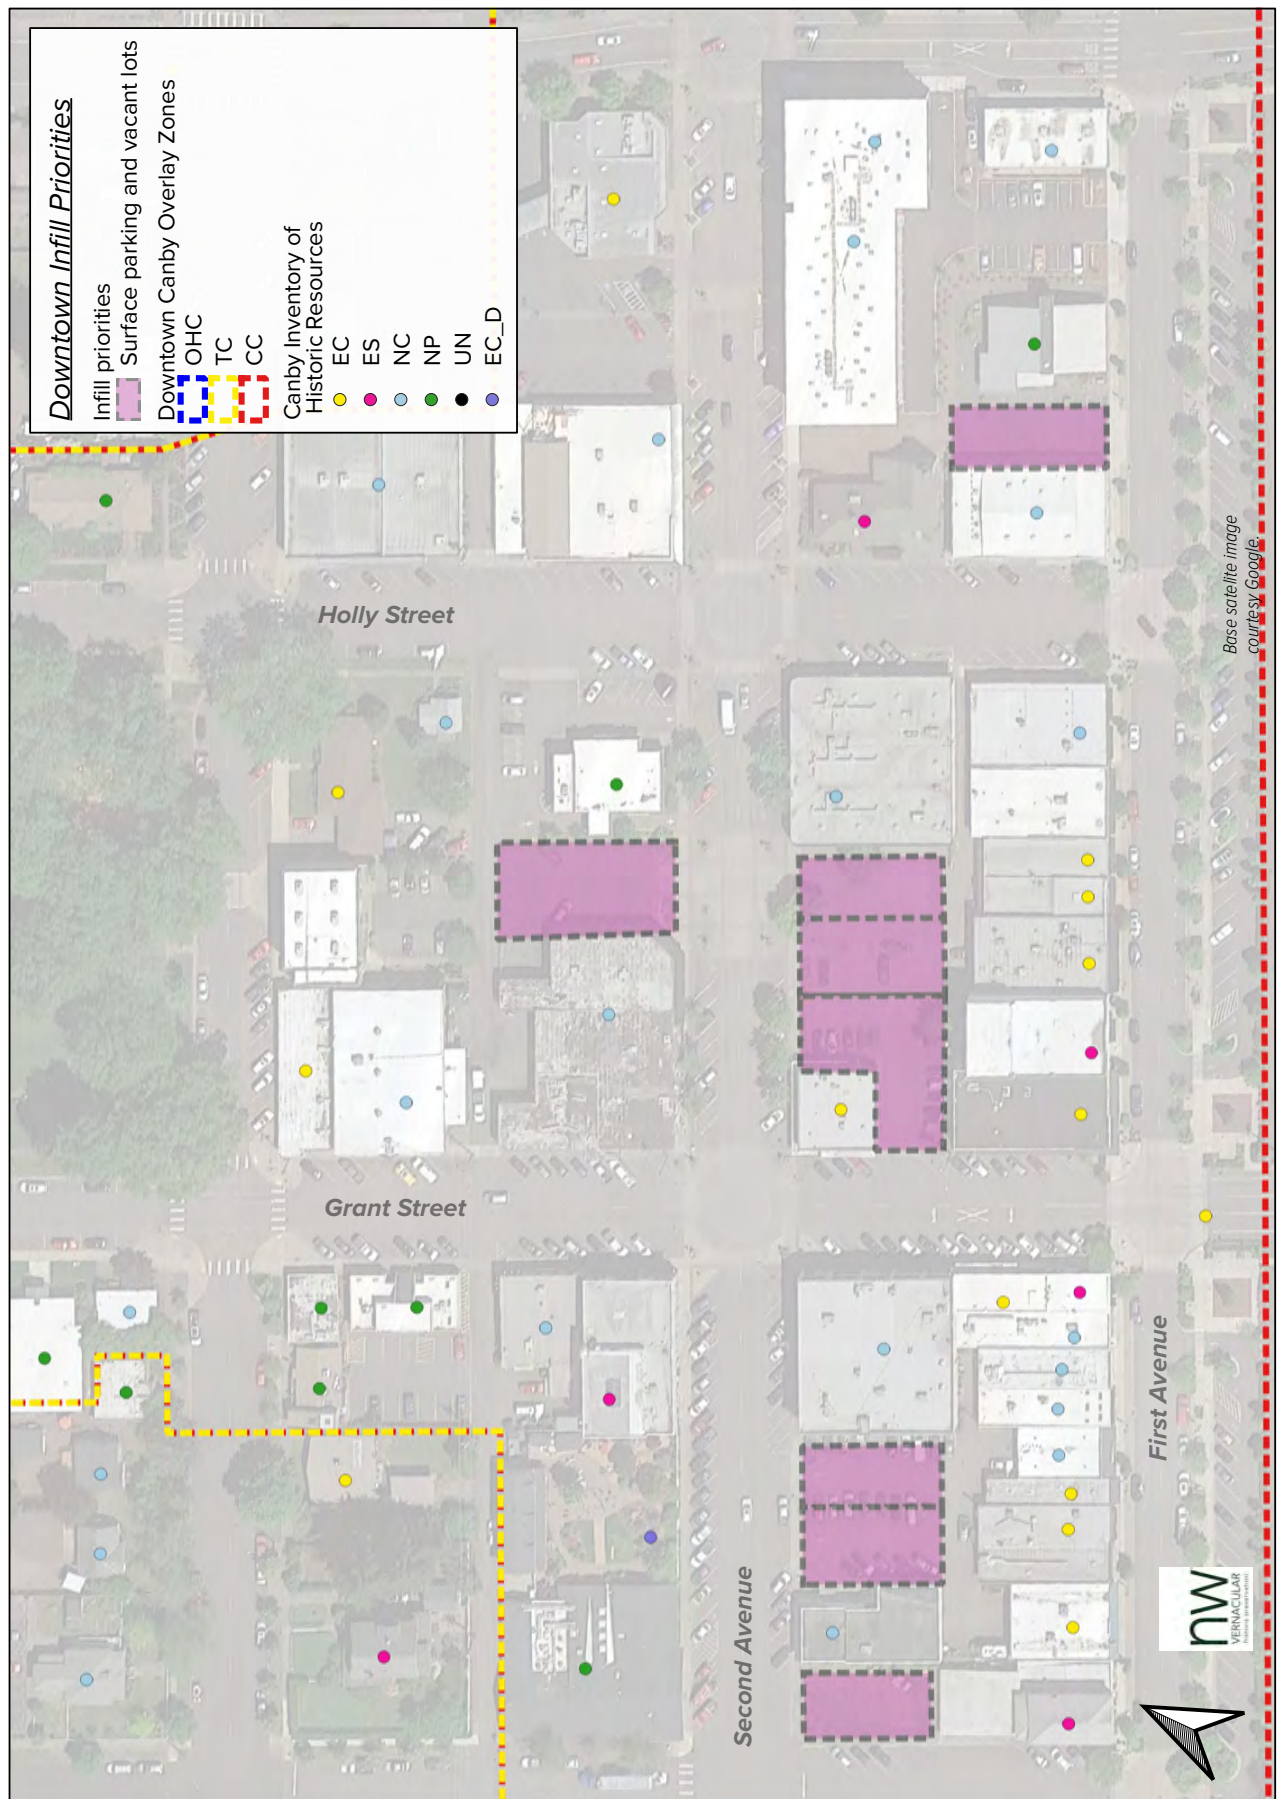 Downtown Infill Priorities
Infill priorities
Surface parking and vacant lots
Downtown Canby Overlay Zones
OHC
TC
CC
Canby Inventory of
Historic Resources
EC
ES
NC
NP
UN
EC_D
Holly Street
Grant Street
Second Avenue
First Avenue
Base satelite image
courtesy Google.
nw
VERNACULAR